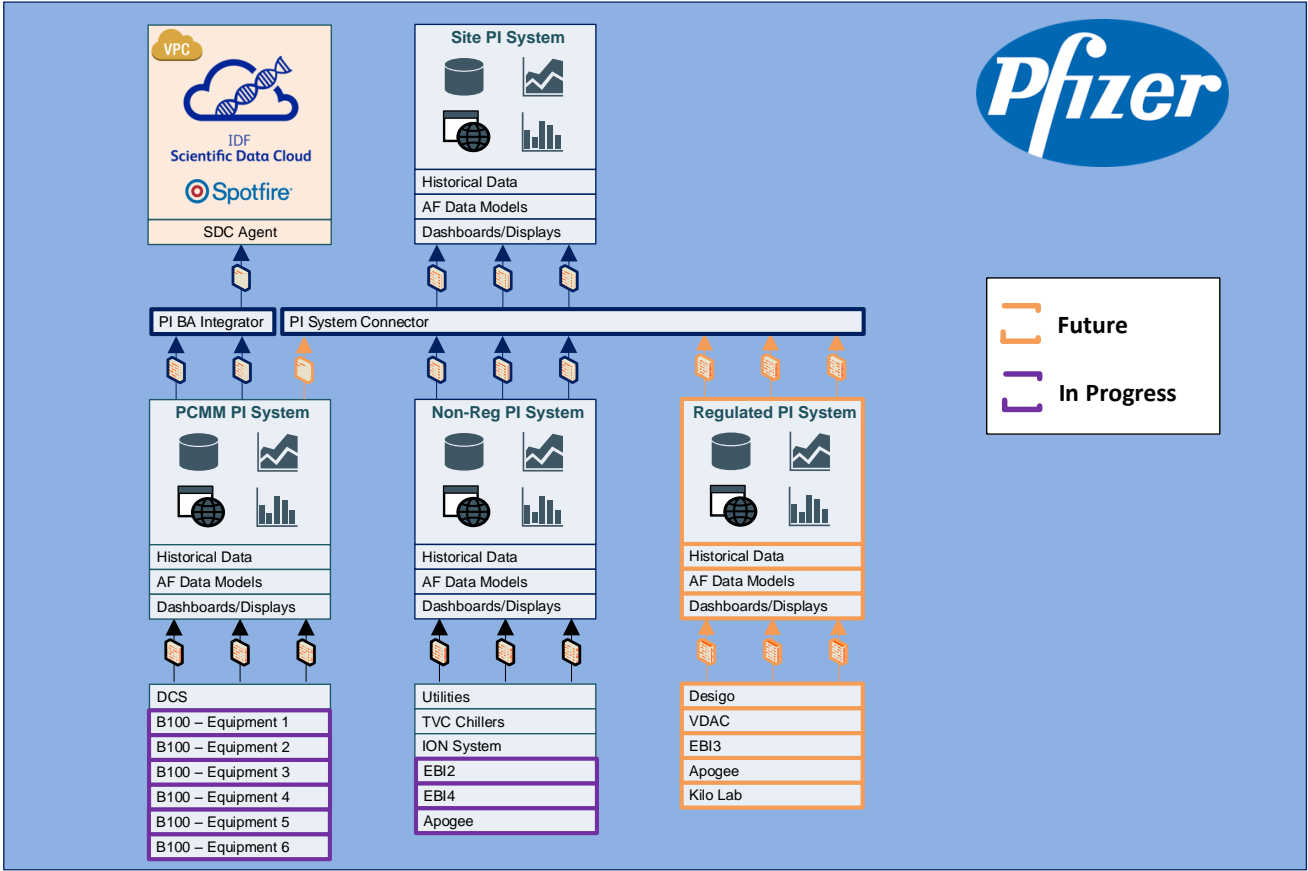 VPC
IDF
Scientific Data Cloud
Spotfire®
SDC Agent
Site PI System
Historical Data
AF Data Models
Dashboards/Displays
Pfizer
PI BA Integrator
PI System Connector
Future
In Progress
PCMM PI System
Historical Data
AF Data Models
Dashboards/Displays
DCS
B100 – Equipment 1
B100 – Equipment 2
B100 – Equipment 3
B100 – Equipment 4
B100 – Equipment 5
B100 – Equipment 6
Non-Reg PI System
Historical Data
AF Data Models
Dashboards/Displays
Utilities
TVC Chillers
ION System
EBI2
EBI4
Apogee
Regulated PI System
Historical Data
AF Data Models
Dashboards/Displays
Desigo
VDAC
EBI3
Apogee
Kilo Lab